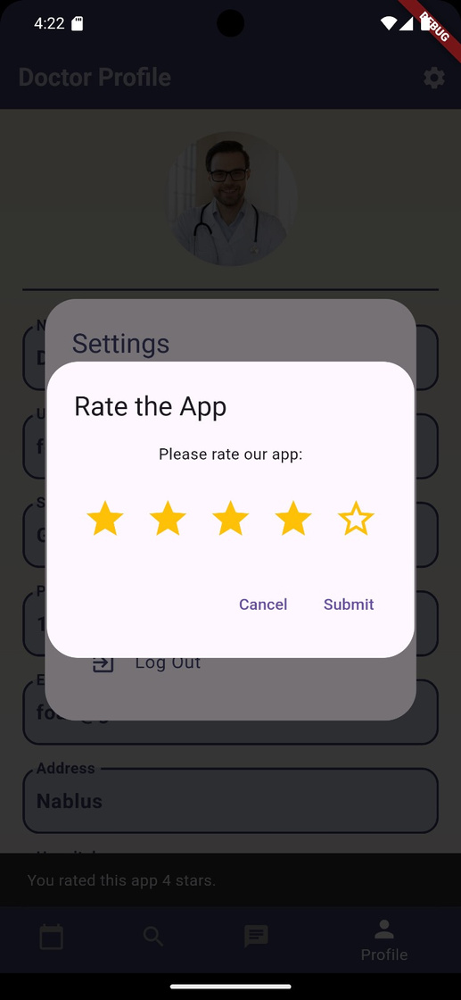 4:22
DEBUG
Doctor Profile
Settings
Rate the App
Please rate our app:
Cancel
Submit
Log Out
Address
Nablus
You rated this app 4 stars.
Profile